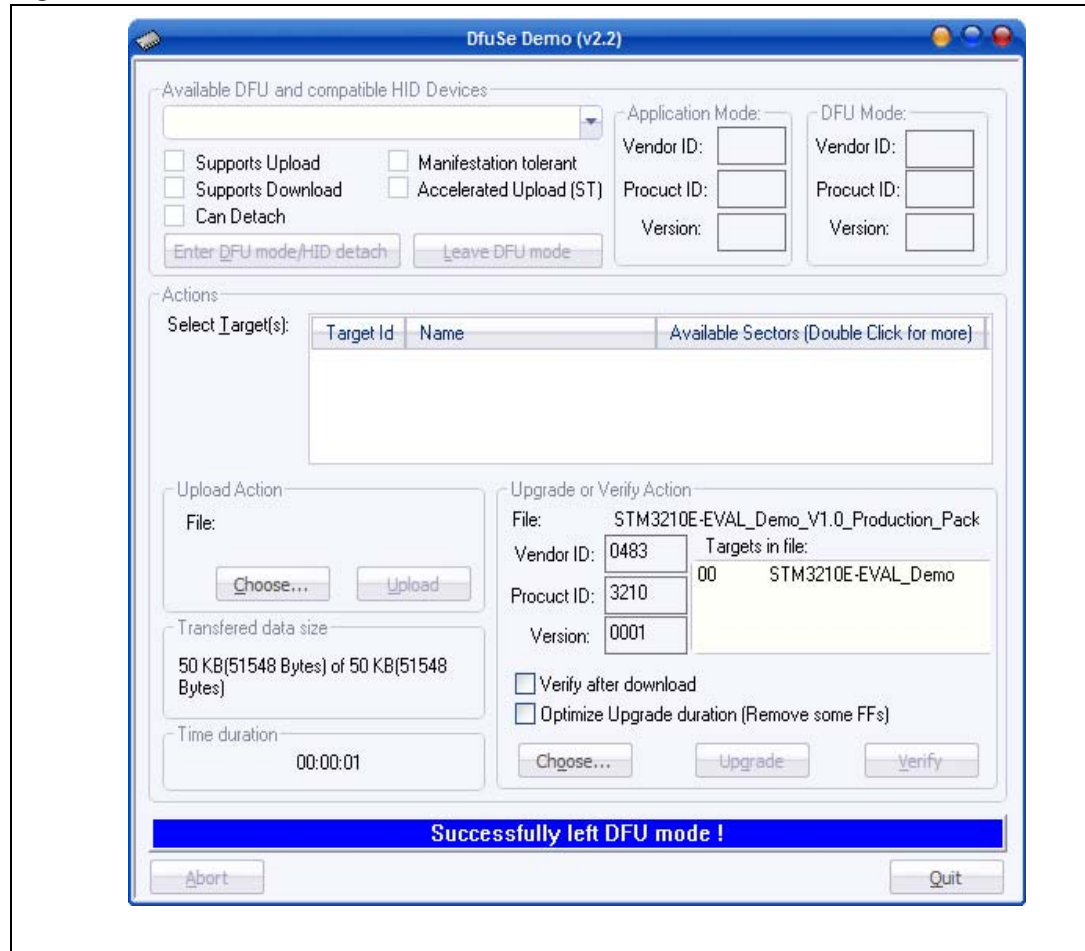 DfuSe Demo (v2.2)
Available DFU and compatible HID Devices
Supports Upload
Manifestation tolerant
Supports Download
Accelerated Upload (ST)
Can Detach
Enter DFU mode/HID detach
Leave DFU mode
Application Mode:
Vendor ID:
Procuct ID:
Version:
DFU Mode:
Vendor ID:
Procuct ID:
Version:
Actions
Select Target(s):
Target Id Name Available Sectors (Double Click for more)
Upload Action
File:
Choose... Upload
Transfered data size
50 KB(51548 Bytes) of 50 KB(51548
Bytes)
Time duration
00:00:01
Upgrade or Verify Action
File: STM3210E-EVAL_Demo_V1.0_Production_Pack
Vendor ID: 0483
Procuct ID: 3210
Version: 0001
Targets in file:
00 STM3210E-EVAL_Demo
Verify after download
Optimize Upgrade duration (Remove some FFs)
Choose... Upgrade Verify
Successfully left DFU mode !
Abort Quit